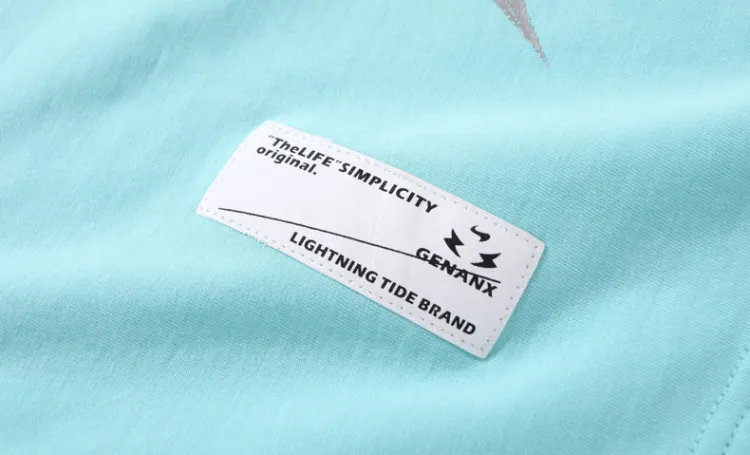 "TheLIFE"SIMPLICITY
original.
GENANX
LIGHTNING TIDE BRAND